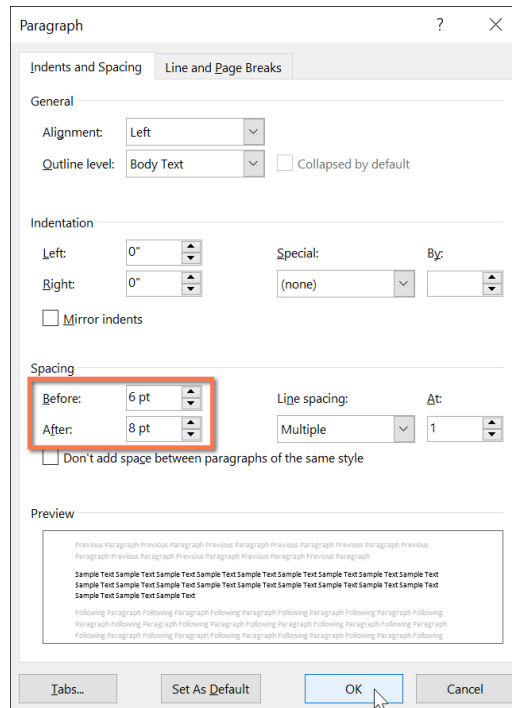 Paragraph ?
Indents and Spacing Line and Page Breaks
General
Alignment: Left
Outline level: Body Text Collapsed by default
Indentation
Left: 0" Special: By:
Right: 0" (none)
Mirror indents
Spacing
Before: 6 pt Line spacing: At:
After: 8 pt Multiple 1
Don't add space between paragraphs of the same style
Preview
Previous Paragraph Previous Paragraph Previous Paragraph Previous Paragraph Previous Paragraph Previous
Paragraph Previous Paragraph Previous Paragraph Previous Paragraph Previous Paragraph
Sample Text Sample Text Sample Text Sample Text Sample Text Sample Text Sample Text Sample Text Sample Text
Sample Text Sample Text Sample Text Sample Text Sample Text Sample Text Sample Text Sample Text Sample Text
Sample Text Sample Text Sample Text
Following Paragraph Following Paragraph Following Paragraph Following Paragraph Following Paragraph Following
Paragraph Following Paragraph Following Paragraph Following Paragraph Following Paragraph Following Paragraph
Following Paragraph Following Paragraph Following Paragraph Following Paragraph Following Paragraph Following
Tabs... Set As Default OK Cancel